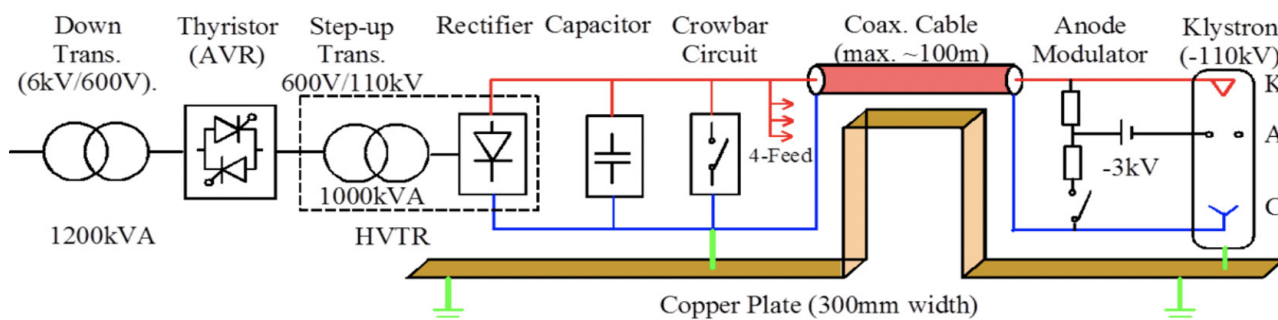 Down
Trans.
(6kV/600V).
Thyristor
(AVR)
Step-up
Trans.
600V/110kV
Rectifier
Capacitor
Crowbar
Circuit
Coax. Cable
(max. ~100m)
Anode
Modulator
Klystron
(-110kV)
K
A
C
4-Feed
-3kV
1000kVA
1200kVA
HVTR
Copper Plate (300mm width)